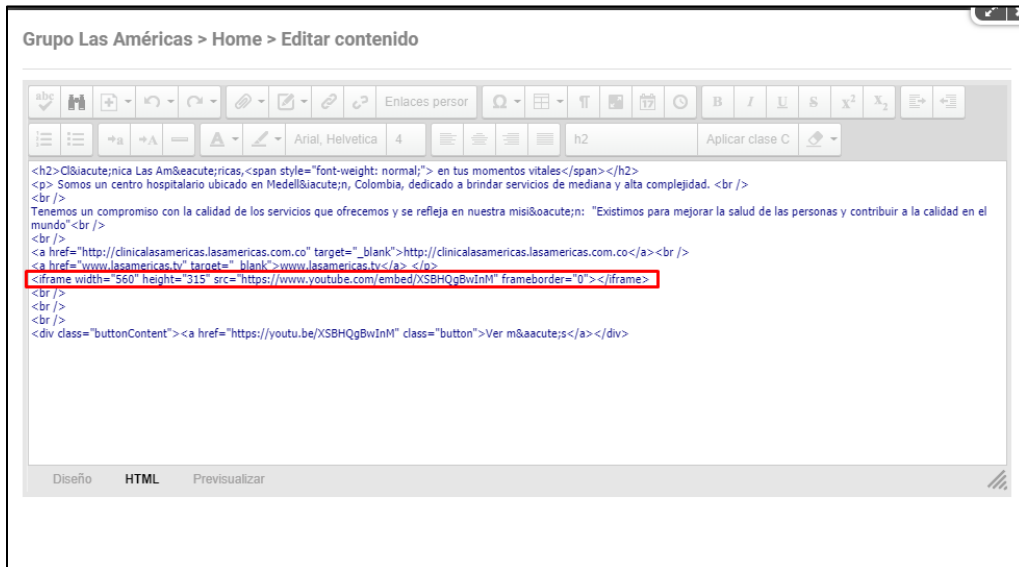 Grupo Las Américas > Home > Editar contenido
abc Enlaces persor Ω ¶ 17 B I U S X² X₂
a A A Arial, Helvetica 4 h2 Aplicar clase C
<h2>Cl&iacute;nica Las Am&eacute;ricas,<span style="font-weight: normal;"> en tus momentos vitales</span></h2>
<p> Somos un centro hospitalario ubicado en Medell&iacute;n, Colombia, dedicado a brindar servicios de mediana y alta complejidad. <br />
<br />
Tenemos un compromiso con la calidad de los servicios que ofrecemos y se refleja en nuestra misi&oacute;n:  "Existimos para mejorar la salud de las personas y contribuir a la calidad en el
mundo"<br />
<br />
<a href="http://clinicalasamericas.lasamericas.com.co" target="_blank">http://clinicalasamericas.lasamericas.com.co</a><br />
<a href="www.lasamericas.tv" target="_blank">www.lasamericas.tv</a> </p>
<iframe width="560" height="315" src="https://www.youtube.com/embed/XSBHQgBwInM" frameborder="0"></iframe>
<br />
<br />
<br />
<div class="buttonContent"><a href="https://youtu.be/XSBHQgBwInM" class="button">Ver m&aacute;s</a></div>
Diseño HTML Previsualizar